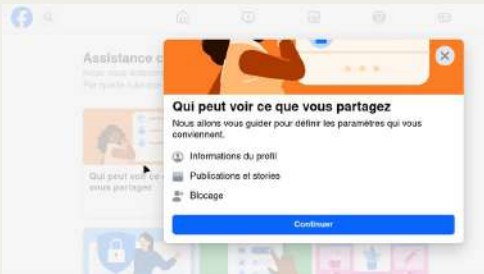 Assistance c
Qui peut voir ce que vous partagez
Nous allons vous guider pour définir les paramètres qui vous
conviennent.
Informations du profil
Publications et stories
Blocage
Continuer
Qui peut voir ce
vous partagez